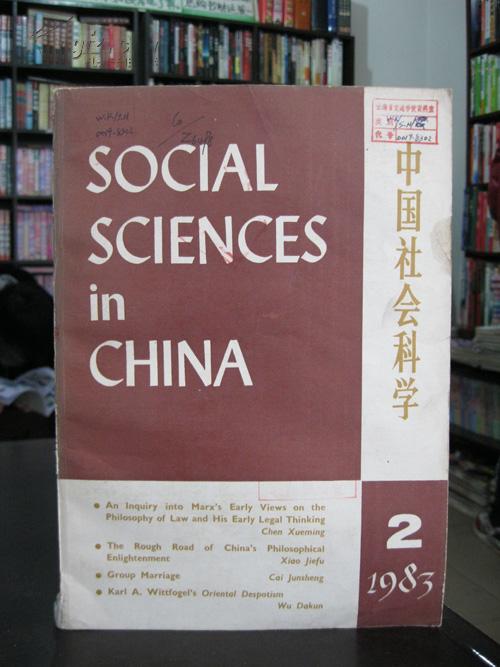 W.K/S.H
0019-8302
SOCIAL
SCIENCES
in
CHINA
中国社会科学
• An Inquiry into Marx's Early Views on the
Philosophy of Law and His Early Legal Thinking
Chen Xueming
• The Rough Road of China's Philosophical
Enlightenment Xiao Jiefu
• Group Marriage Cai Junsheng
• Karl A. Wittfogel's Oriental Despotism
Wu Dakun
2
1983